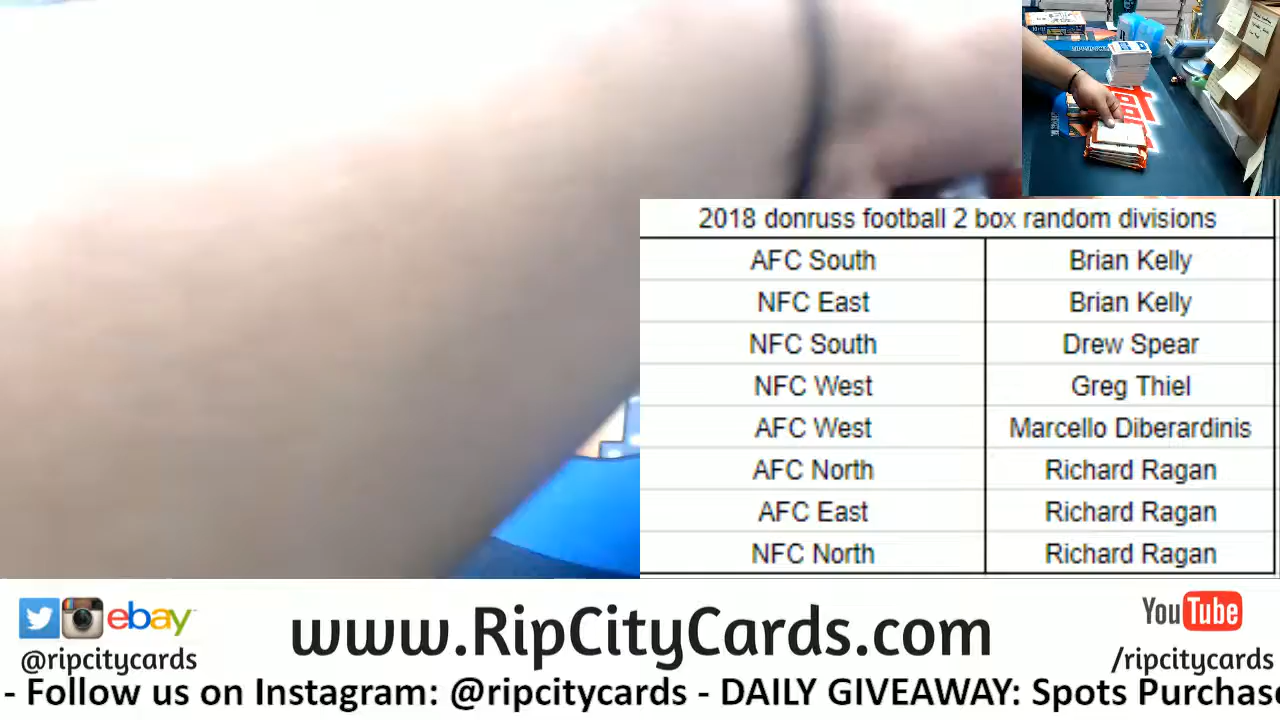 2018 donruss football 2 box random divisions
AFC South Brian Kelly
NFC East Brian Kelly
NFC South Drew Spear
NFC West Greg Thiel
AFC West Marcello Diberardinis
AFC North Richard Ragan
AFC East Richard Ragan
NFC North Richard Ragan
ebay
@ripcitycards
www.RipCityCards.com
YouTube
/ripcitycards
- Follow us on Instagram: @ripcitycards - DAILY GIVEAWAY: Spots Purchase